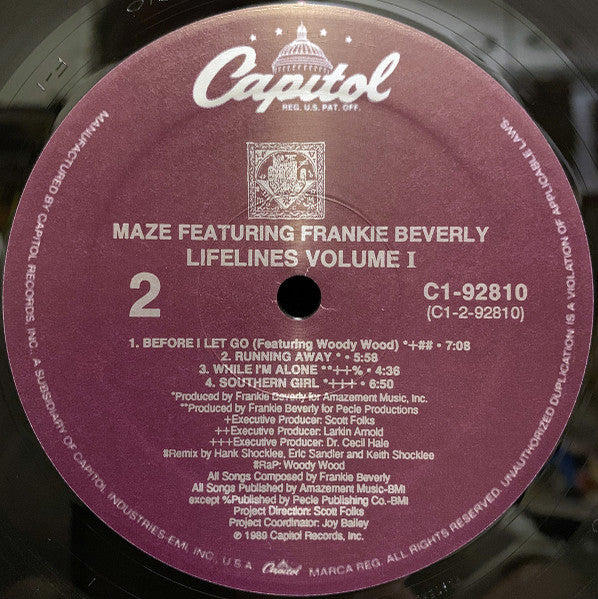 Capitol
REG. U.S. PAT. OFF.
MAZE FEATURING FRANKIE BEVERLY
LIFELINES VOLUME I
2
C1-92810
(C1-2-92810)
1. BEFORE I LET GO (Featuring Woody Wood) *+## • 7:08
2. RUNNING AWAY * • 5:58
3. WHILE I'M ALONE **++% • 4:36
4. SOUTHERN GIRL *+++ • 6:50
*Produced by Frankie Beverly for Amazement Music, Inc.
**Produced by Frankie Beverly for Pecle Productions
+Executive Producer: Scott Folks
++Executive Producer: Larkin Arnold
+++Executive Producer: Dr. Cecil Hale
#Remix by Hank Shocklee, Eric Sandler and Keith Shocklee
#RaP: Woody Wood
All Songs Composed by Frankie Beverly
All Songs Published by Amazement Music-BMI
except %Published by Pecle Publishing Co.-BMI
Project Direction: Scott Folks
Project Coordinator: Joy Bailey
℗ 1989 Capitol Records, Inc.
MANUFACTURED BY CAPITOL RECORDS, INC. A SUBSIDIARY OF CAPITOL INDUSTRIES-EMI, INC., U.S.A. Capitol MARCA REG. ALL RIGHTS RESERVED. UNAUTHORIZED DUPLICATION IS A VIOLATION OF APPLICABLE LAWS.